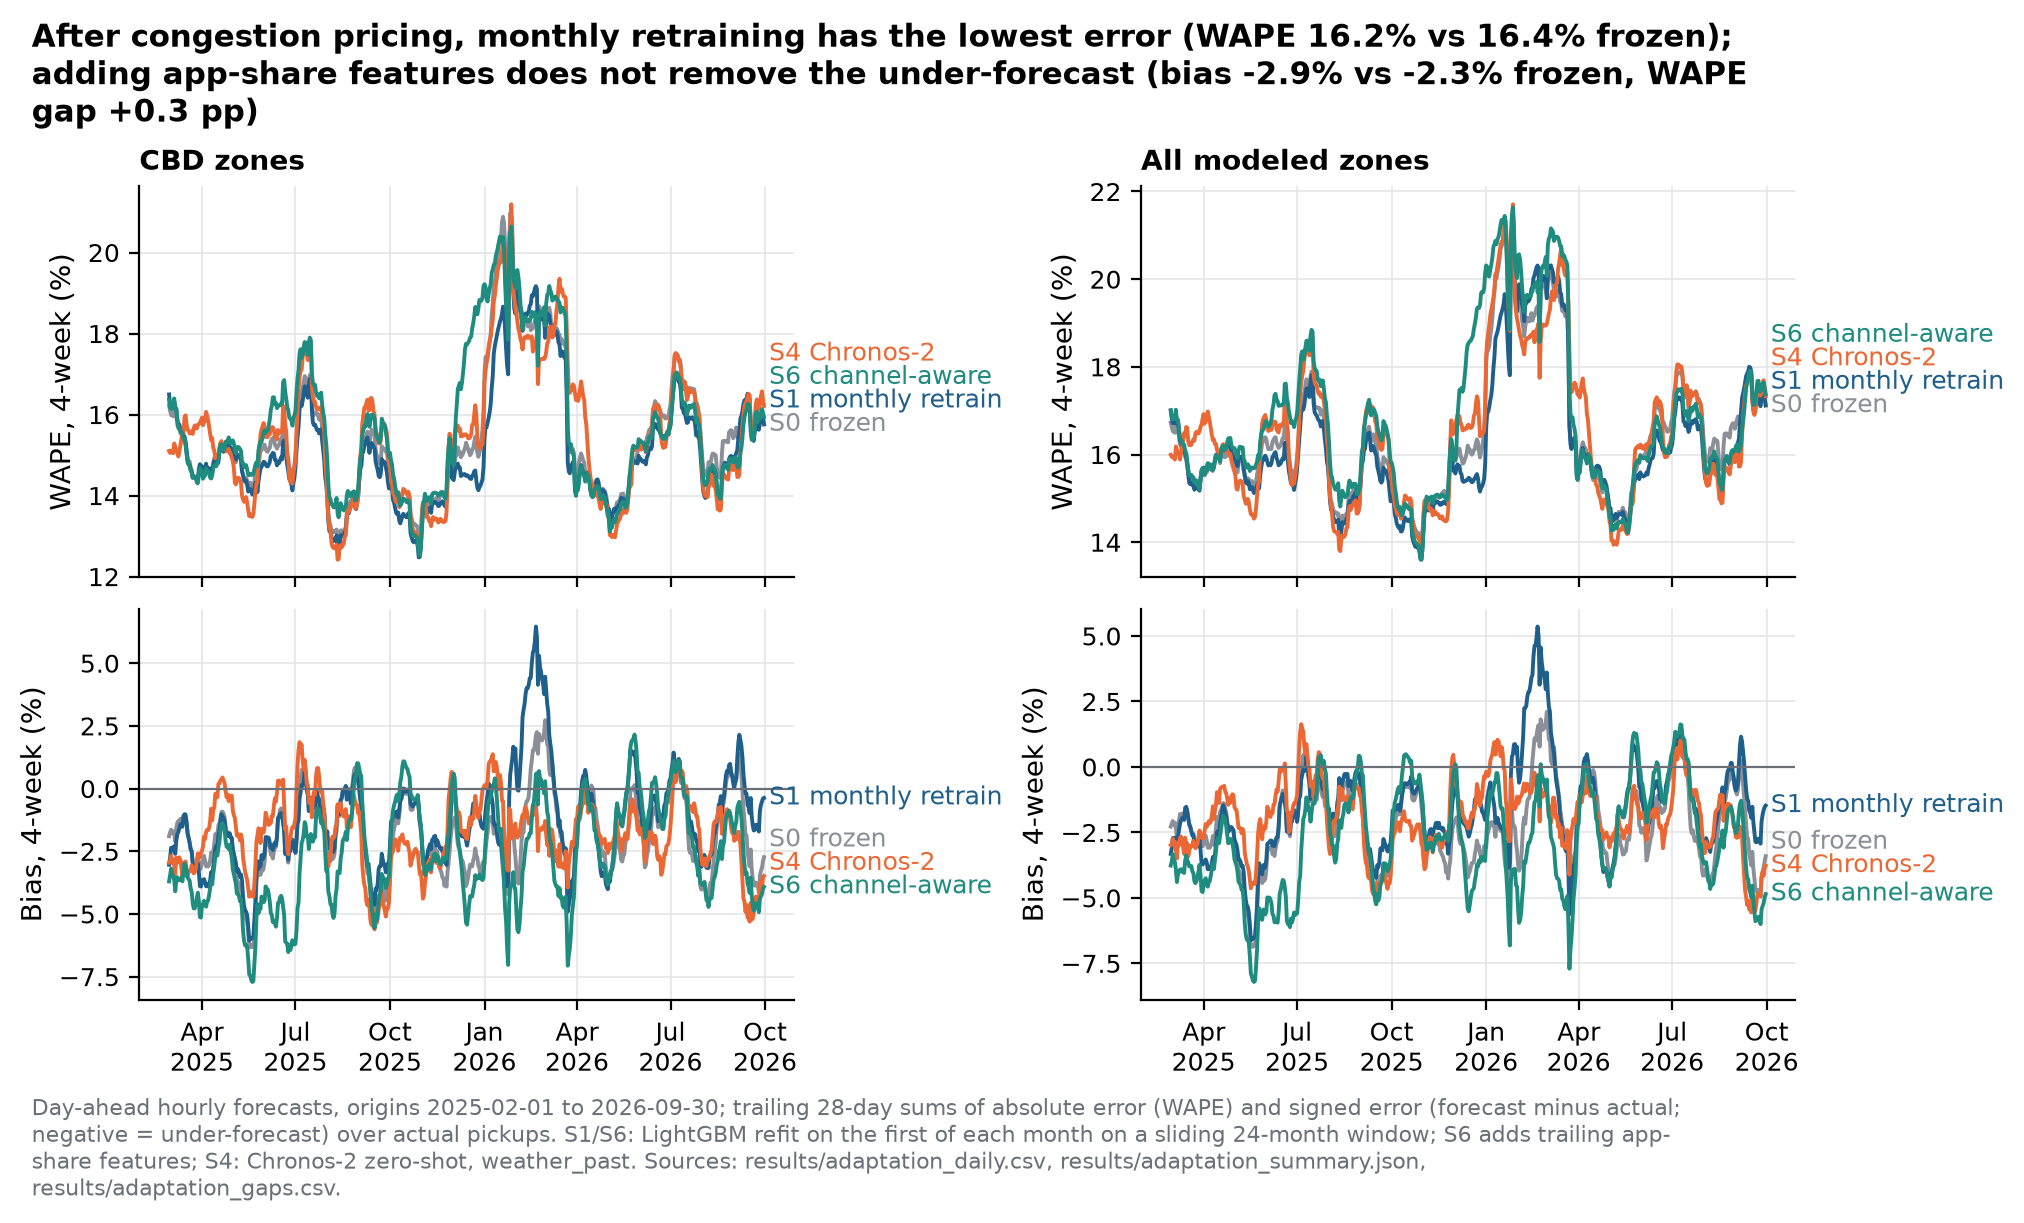 After congestion pricing, monthly retraining has the lowest error (WAPE 16.2% vs 16.4% frozen);
adding app-share features does not remove the under-forecast (bias -2.9% vs -2.3% frozen, WAPE
gap +0.3 pp)
CBD zones
WAPE, 4-week (%)
20
18
16
14
12
S4 Chronos-2
S6 channel-aware
S1 monthly retrain
S0 frozen
All modeled zones
WAPE, 4-week (%)
22
20
18
16
14
S6 channel-aware
S4 Chronos-2
S1 monthly retrain
S0 frozen
Bias, 4-week (%)
5.0
2.5
0.0
−2.5
−5.0
−7.5
S1 monthly retrain
S0 frozen
S4 Chronos-2
S6 channel-aware
Apr Jul Oct Jan Apr Jul Oct
2025 2025 2025 2026 2026 2026 2026
Bias, 4-week (%)
5.0
2.5
0.0
−2.5
−5.0
−7.5
S1 monthly retrain
S0 frozen
S4 Chronos-2
S6 channel-aware
Apr Jul Oct Jan Apr Jul Oct
2025 2025 2025 2026 2026 2026 2026
Day-ahead hourly forecasts, origins 2025-02-01 to 2026-09-30; trailing 28-day sums of absolute error (WAPE) and signed error (forecast minus actual;
negative = under-forecast) over actual pickups. S1/S6: LightGBM refit on the first of each month on a sliding 24-month window; S6 adds trailing app-
share features; S4: Chronos-2 zero-shot, weather_past. Sources: results/adaptation_daily.csv, results/adaptation_summary.json,
results/adaptation_gaps.csv.